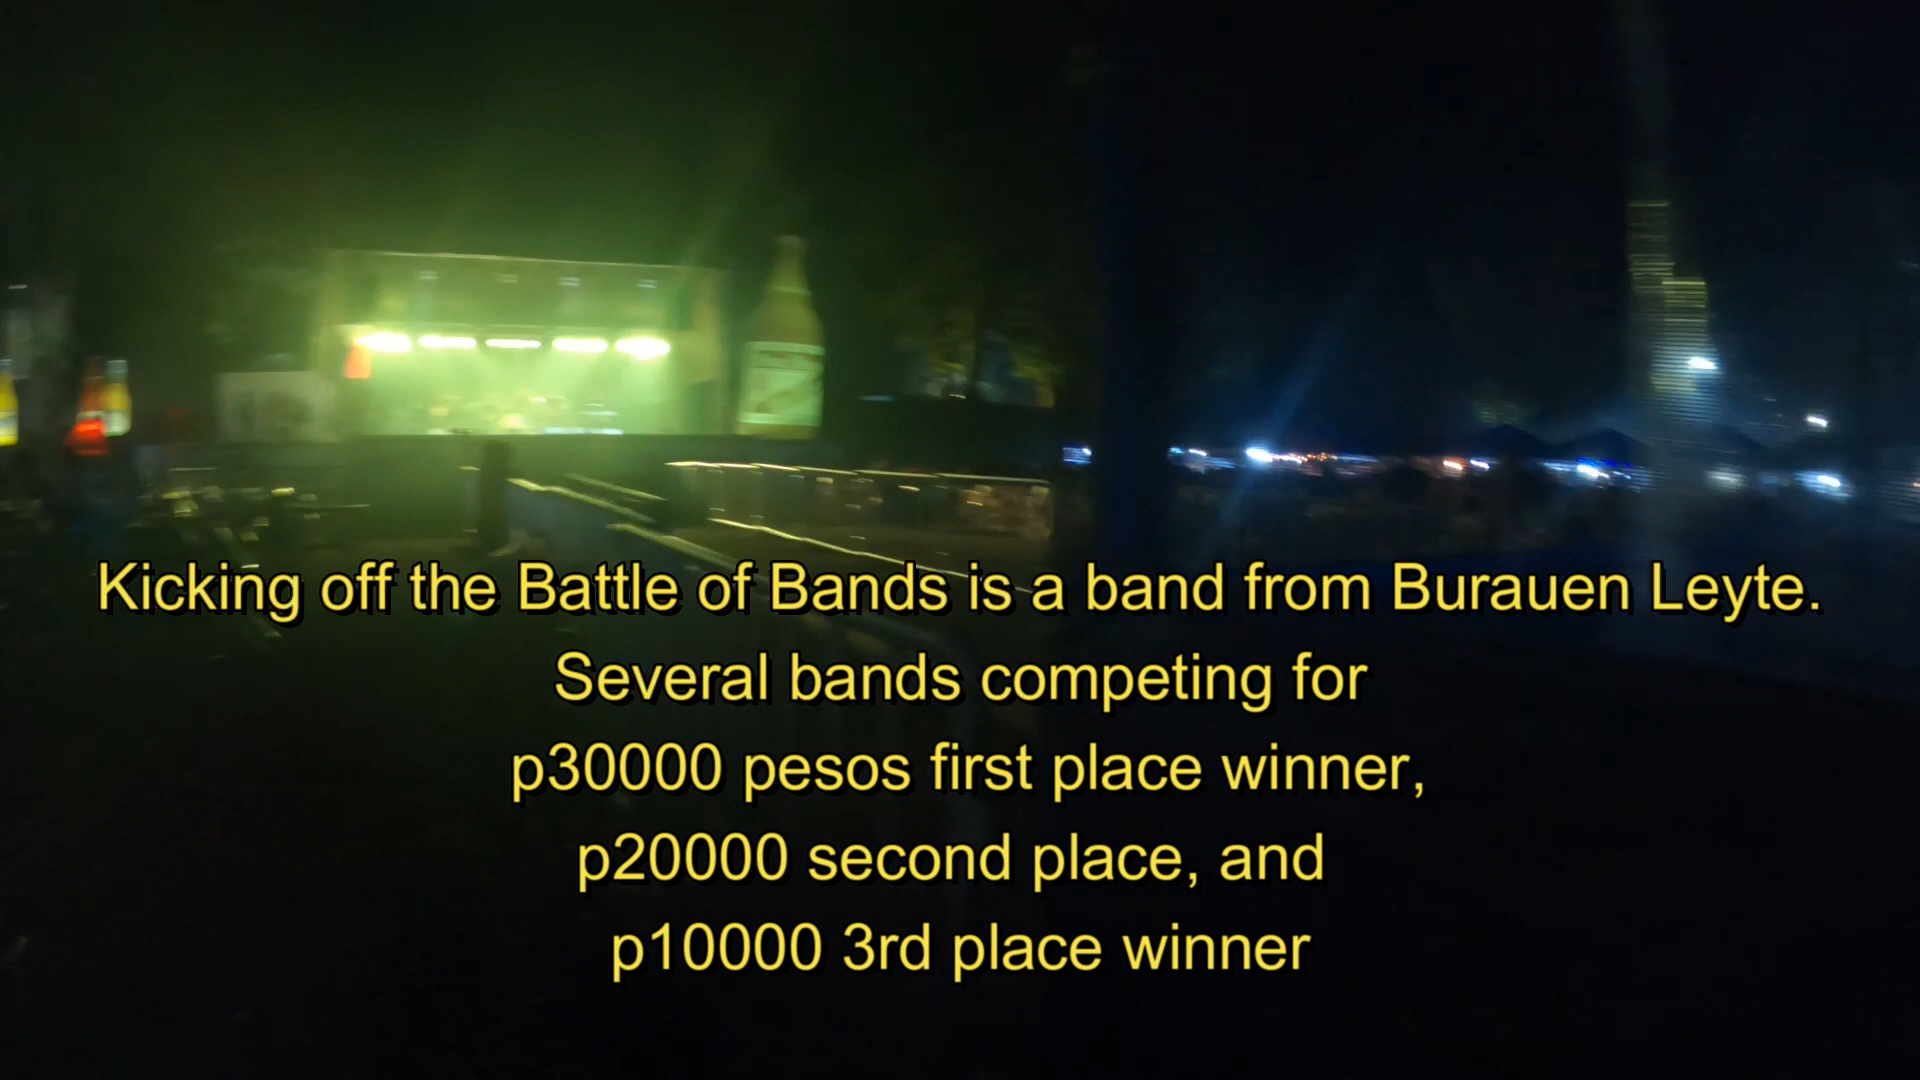 Kicking off the Battle of Bands is a band from Burauen Leyte.
Several bands competing for
p30000 pesos first place winner,
p20000 second place, and
p10000 3rd place winner